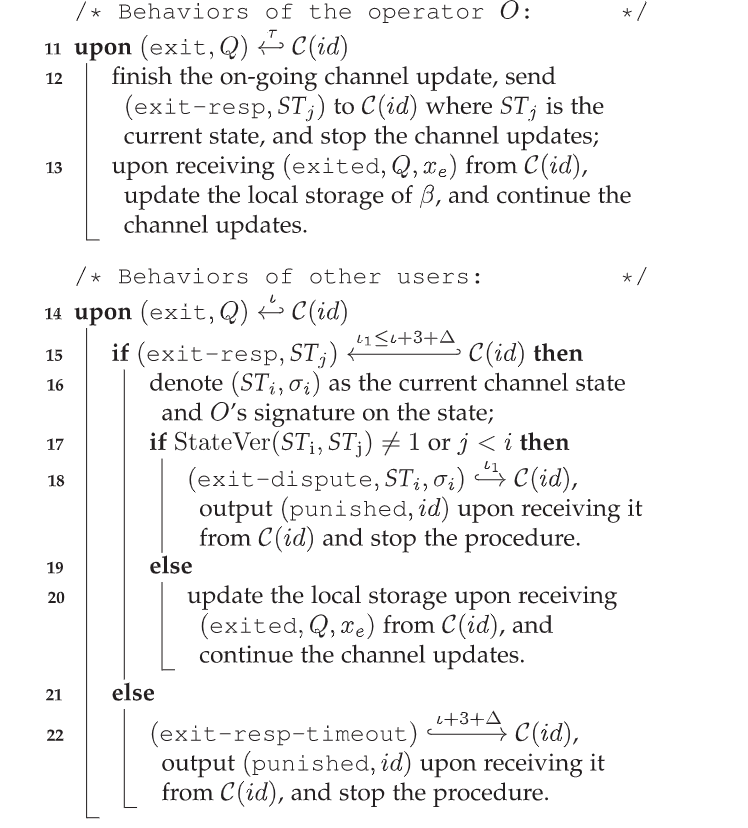 /* Behaviors of the operator O: */
11 upon (exit, Q) ↩^τ C(id)
12 finish the on-going channel update, send
(exit-resp, ST_j) to C(id) where ST_j is the
current state, and stop the channel updates;
13 upon receiving (exited, Q, x_e) from C(id),
update the local storage of β, and continue the
channel updates.
/* Behaviors of other users: */
14 upon (exit, Q) ↩^ι C(id)
15 if (exit-resp, ST_j) ↩^{ι_1≤ι+3+Δ} C(id) then
16 denote (ST_i, σ_i) as the current channel state
and O's signature on the state;
17 if StateVer(ST_i, ST_j) ≠ 1 or j < i then
18 (exit-dispute, ST_i, σ_i) ↪^{ι_1} C(id),
output (punished, id) upon receiving it
from C(id) and stop the procedure.
19 else
20 update the local storage upon receiving
(exited, Q, x_e) from C(id), and
continue the channel updates.
21 else
22 (exit-resp-timeout) ↪^{ι+3+Δ} C(id),
output (punished, id) upon receiving it
from C(id), and stop the procedure.